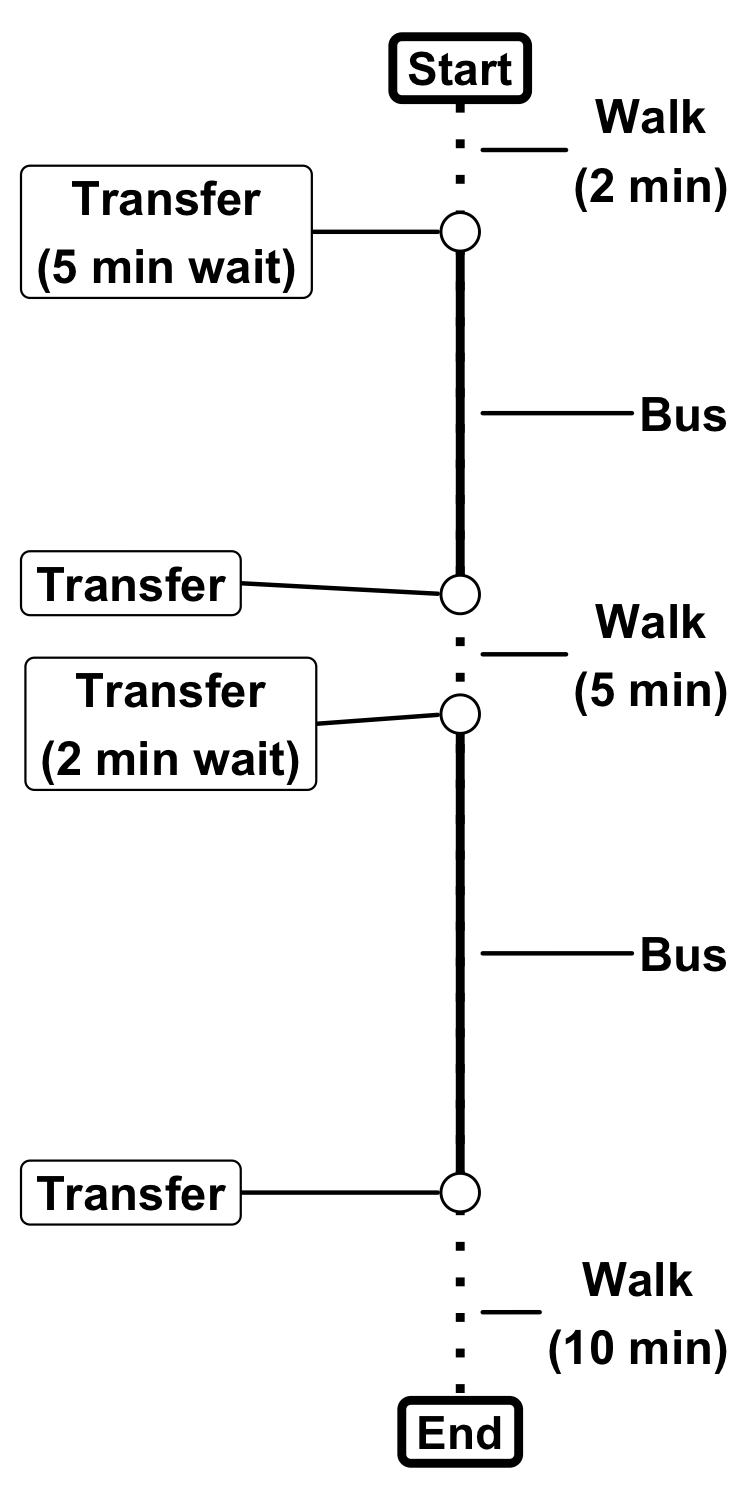 Start
Walk
(2 min)
Transfer
(5 min wait)
Bus
Transfer
Walk
(5 min)
Transfer
(2 min wait)
Bus
Transfer
Walk
(10 min)
End